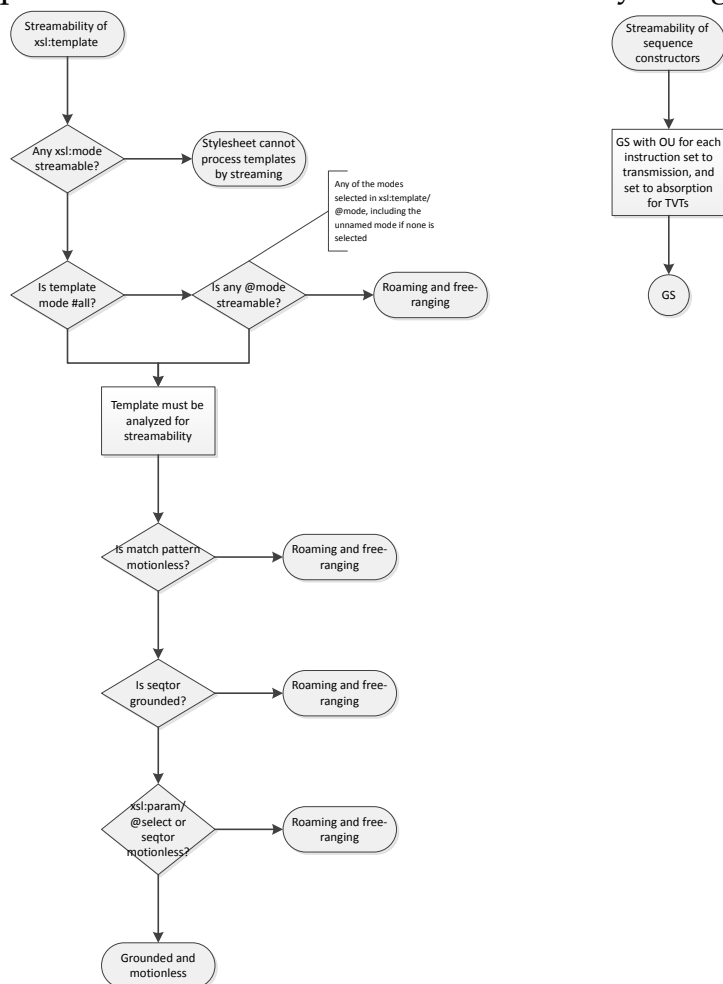 Streamability of
xsl:template
Any xsl:mode
streamable?
Stylesheet cannot
process templates
by streaming
Any of the modes
selected in xsl:template/
@mode, including the
unnamed mode if none is
selected
Is template
mode #all?
Is any @mode
streamable?
Roaming and free-
ranging
Template must be
analyzed for
streamability
Is match pattern
motionless?
Roaming and free-
ranging
Is seqtor
grounded?
Roaming and free-
ranging
xsl:param/
@select or
seqtor
motionless?
Roaming and free-
ranging
Grounded and
motionless
Streamability of
sequence
constructors
GS with OU for each
instruction set to
transmission, and
set to absorption
for TVTs
GS